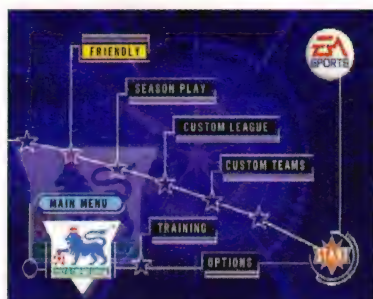 FRIENDLY
EA
SPORTS
SEASON PLAY
CUSTOM LEAGUE
CUSTOM TEAMS
MAIN MENU
TRAINING
START
OPTIONS